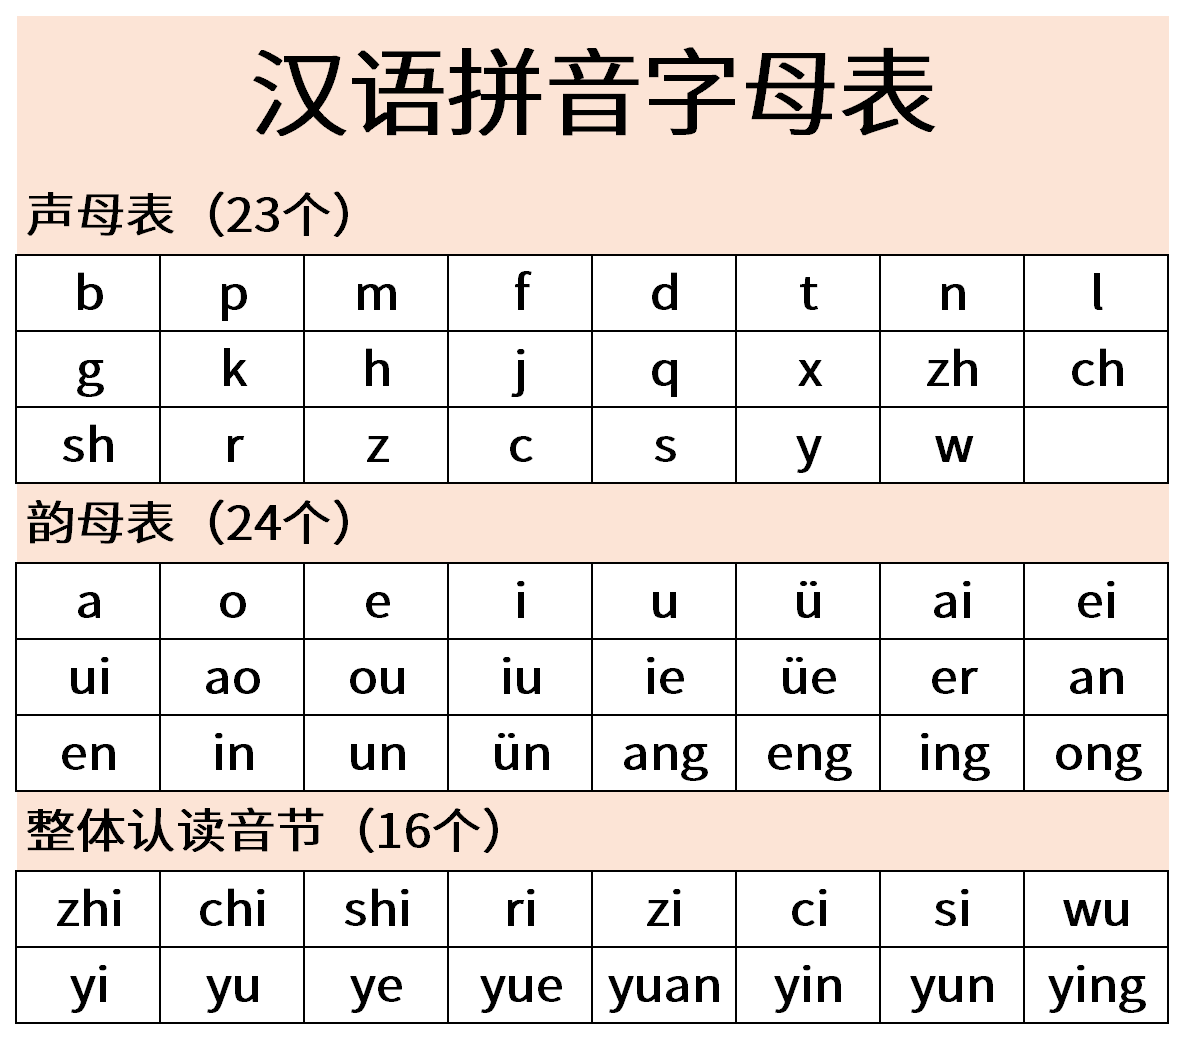 汉语拼音字母表
声母表（23个）
b p m f d t n l
g k h j q x zh ch
sh r z c s y w
韵母表（24个）
a o e i u ü ai ei
ui ao ou iu ie üe er an
en in un ün ang eng ing ong
整体认读音节（16个）
zhi chi shi ri zi ci si wu
yi yu ye yue yuan yin yun ying